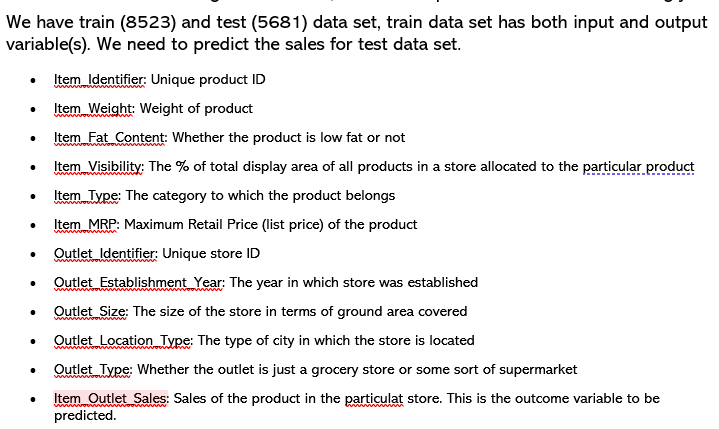 We have train (8523) and test (5681) data set, train data set has both input and output
variable(s). We need to predict the sales for test data set.
• Item_Identifier: Unique product ID
• Item_Weight: Weight of product
• Item_Fat_Content: Whether the product is low fat or not
• Item_Visibility: The % of total display area of all products in a store allocated to the particular product
• Item_Type: The category to which the product belongs
• Item_MRP: Maximum Retail Price (list price) of the product
• Outlet_Identifier: Unique store ID
• Outlet_Establishment_Year: The year in which store was established
• Outlet_Size: The size of the store in terms of ground area covered
• Outlet_Location_Type: The type of city in which the store is located
• Outlet_Type: Whether the outlet is just a grocery store or some sort of supermarket
• Item_Outlet_Sales: Sales of the product in the particulat store. This is the outcome variable to be
predicted.